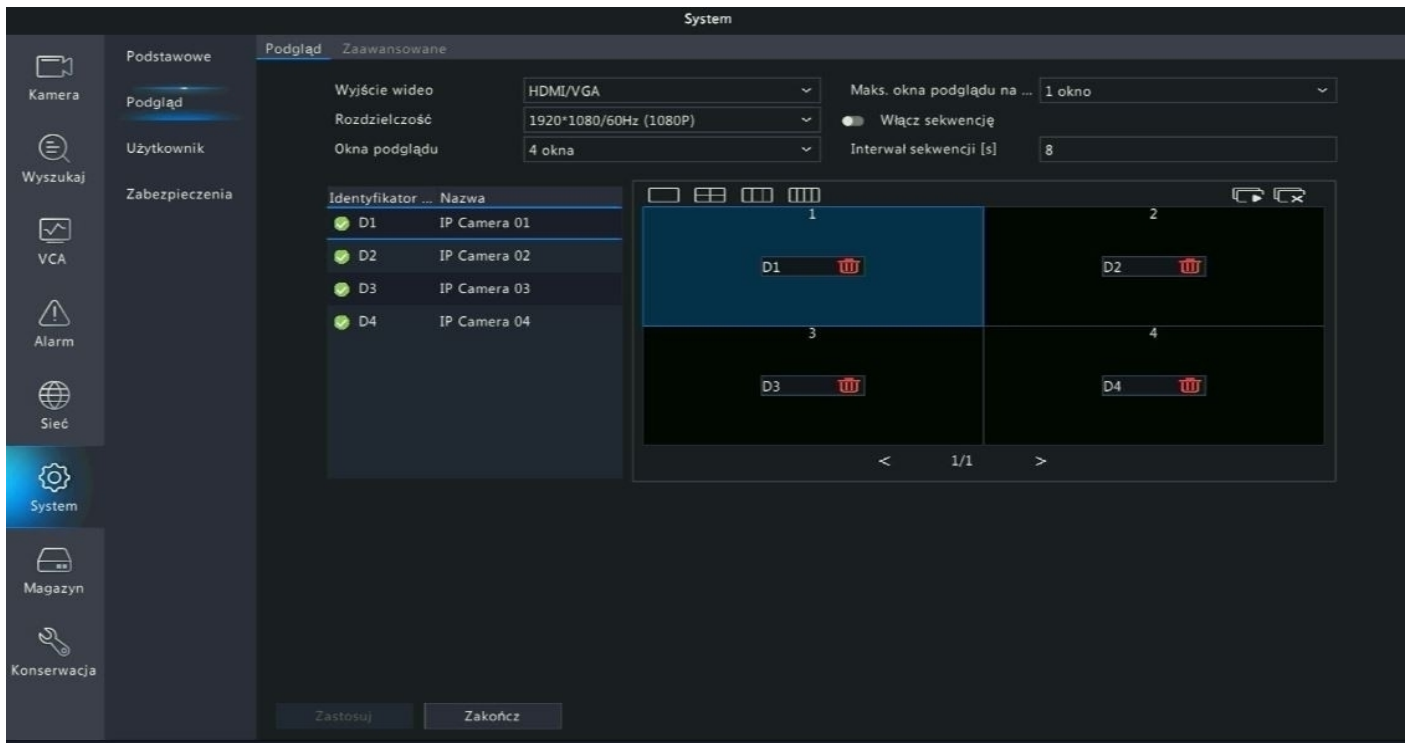 System
Kamera
Wyszukaj
VCA
Alarm
Sieć
System
Magazyn
Konserwacja
Podstawowe
Podgląd
Użytkownik
Zabezpieczenia
Podgląd Zaawansowane
Wyjście wideo HDMI/VGA Maks. okna podglądu na ... 1 okno
Rozdzielczość 1920*1080/60Hz (1080P) Włącz sekwencję
Okna podglądu 4 okna Interwał sekwencji [s] 8
Identyfikator ... Nazwa
D1 IP Camera 01
D2 IP Camera 02
D3 IP Camera 03
D4 IP Camera 04
1 2
D1 D2
3 4
D3 D4
< 1/1 >
Zastosuj Zakończ